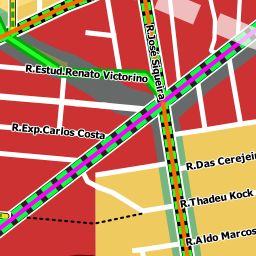 R.José Siqueira
R.Estud.Renato Victorino
R.Exp.Carlos Costa
R.Das Cerejei
R.Thadeu Kock
R.Aldo Marcos